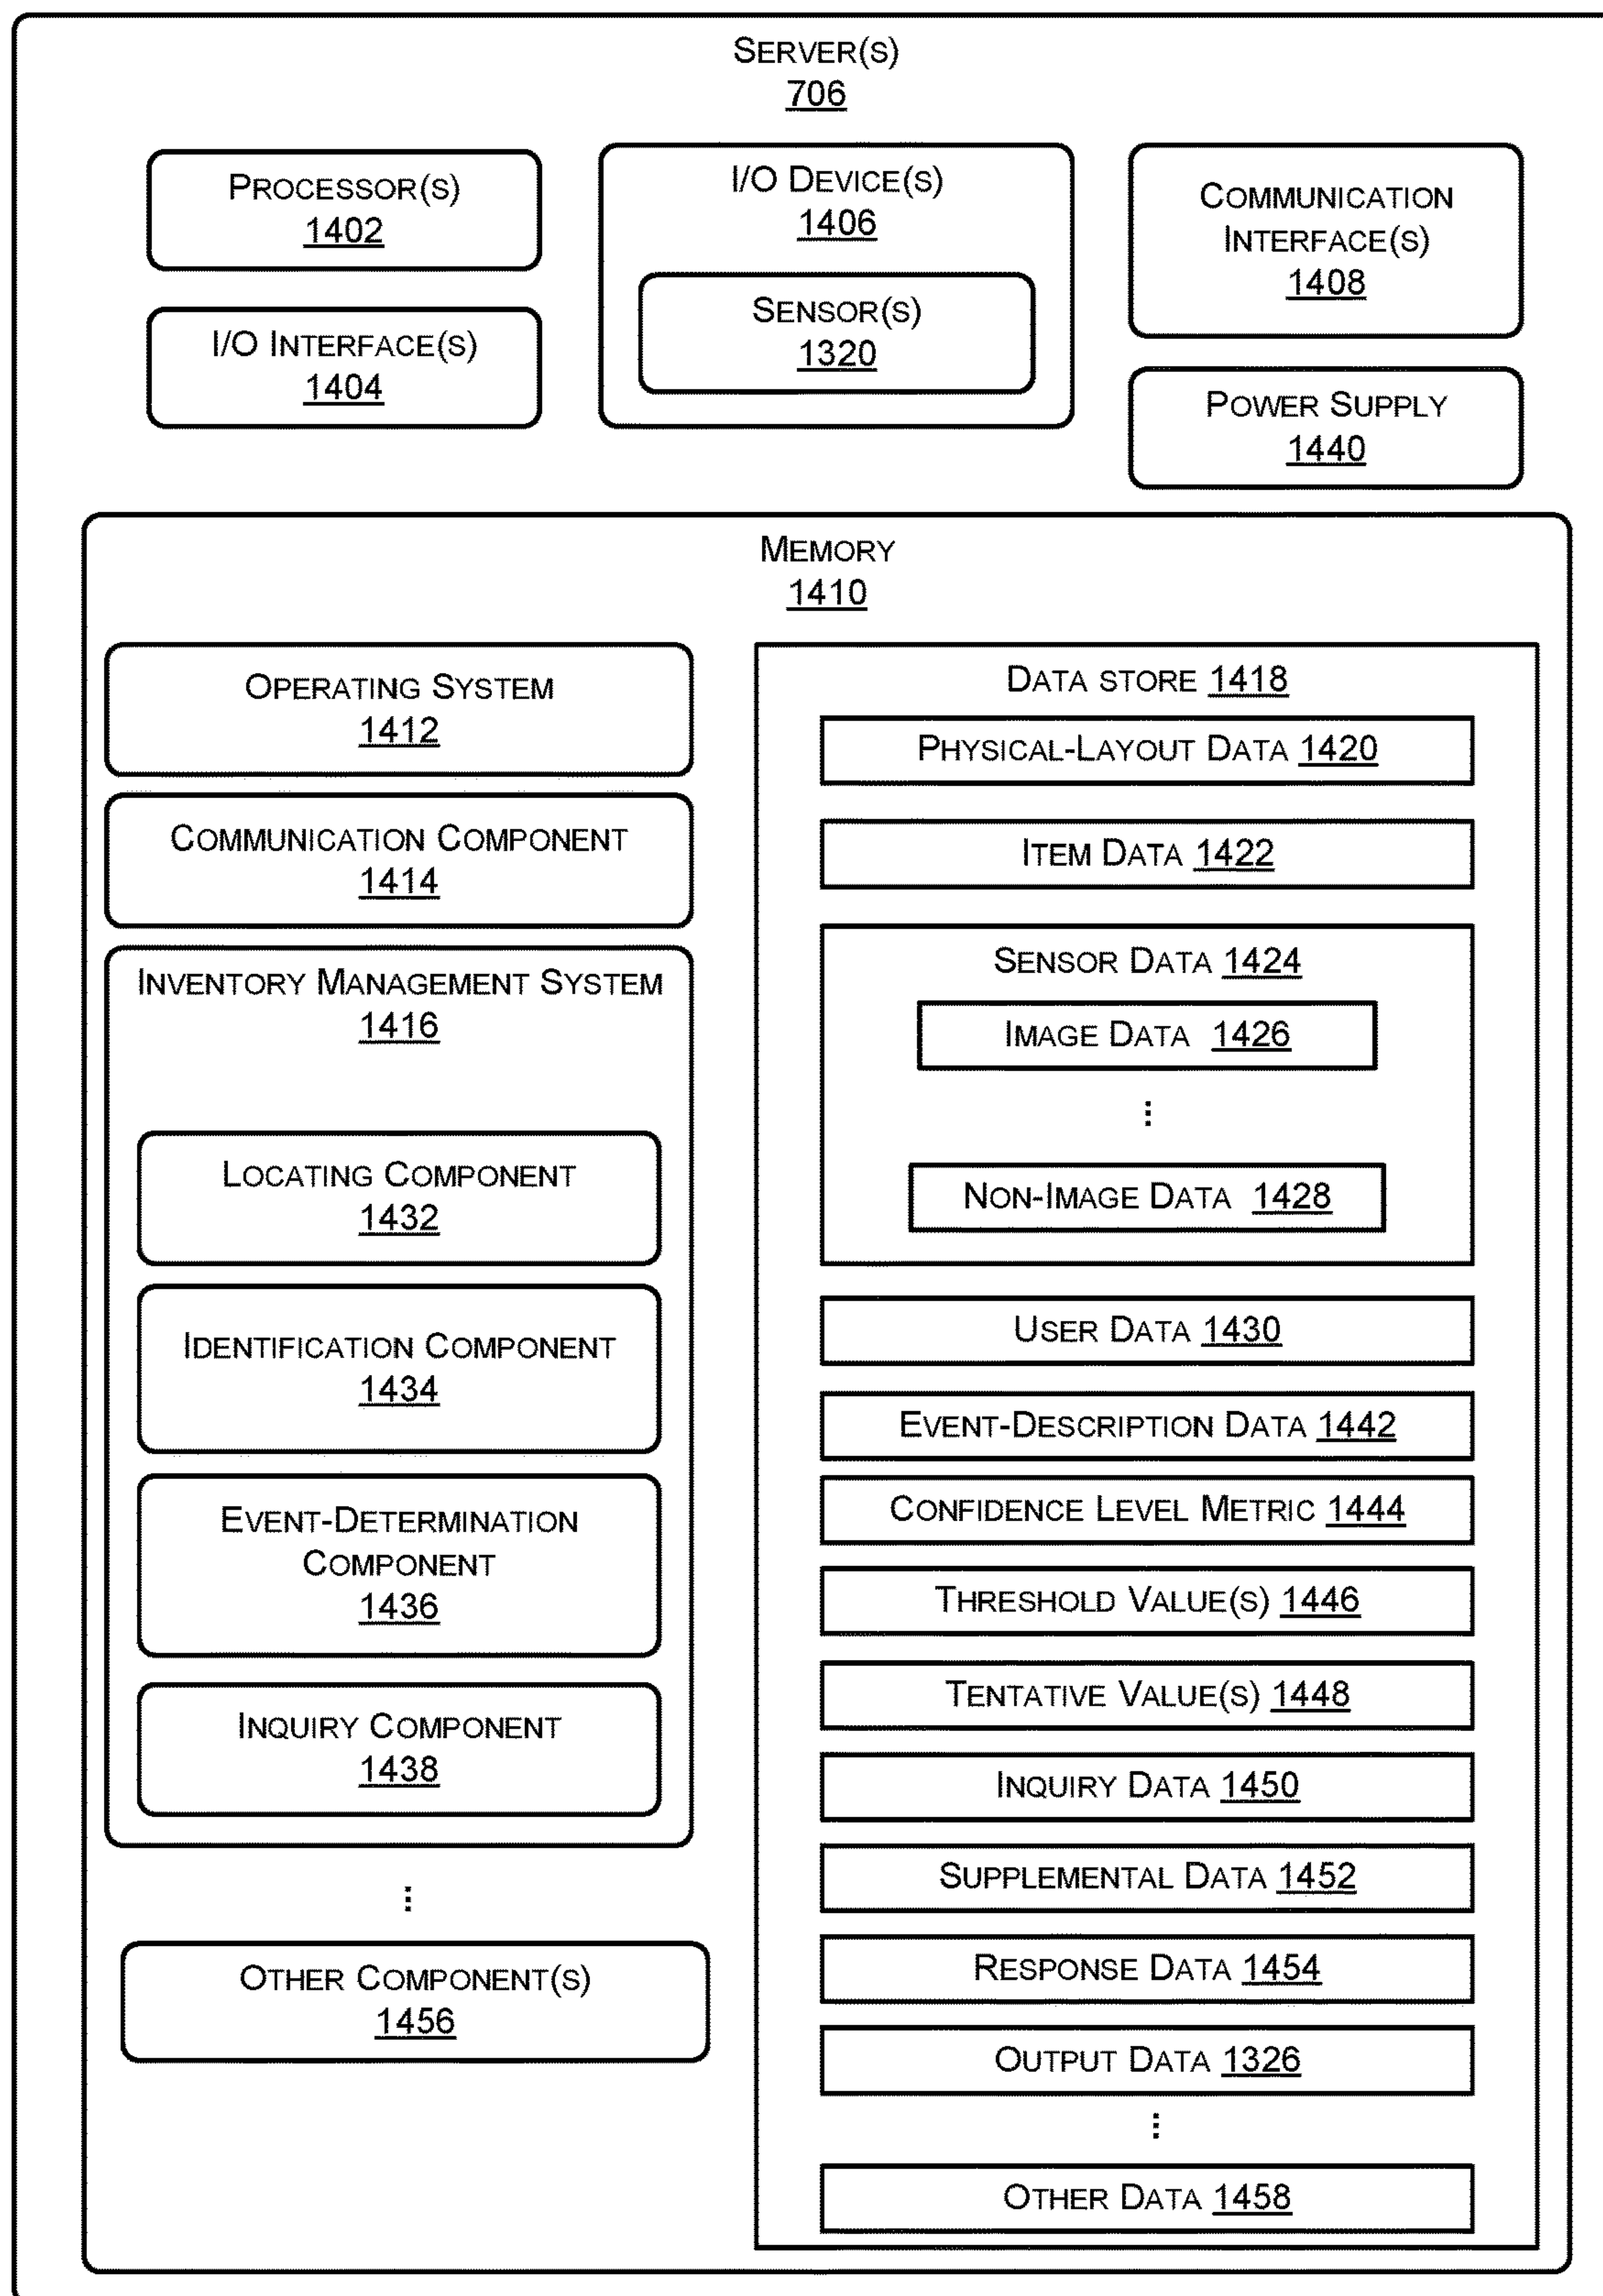 SERVER(S)
706
PROCESSOR(S)
1402
I/O INTERFACE(S)
1404
I/O DEVICE(S)
1406
SENSOR(S)
1320
COMMUNICATION
INTERFACE(S)
1408
POWER SUPPLY
1440
MEMORY
1410
OPERATING SYSTEM
1412
COMMUNICATION COMPONENT
1414
INVENTORY MANAGEMENT SYSTEM
1416
LOCATING COMPONENT
1432
IDENTIFICATION COMPONENT
1434
EVENT-DETERMINATION
COMPONENT
1436
INQUIRY COMPONENT
1438
⋮
OTHER COMPONENT(S)
1456
DATA STORE 1418
PHYSICAL-LAYOUT DATA 1420
ITEM DATA 1422
SENSOR DATA 1424
IMAGE DATA 1426
⋮
NON-IMAGE DATA 1428
USER DATA 1430
EVENT-DESCRIPTION DATA 1442
CONFIDENCE LEVEL METRIC 1444
THRESHOLD VALUE(S) 1446
TENTATIVE VALUE(S) 1448
INQUIRY DATA 1450
SUPPLEMENTAL DATA 1452
RESPONSE DATA 1454
OUTPUT DATA 1326
⋮
OTHER DATA 1458